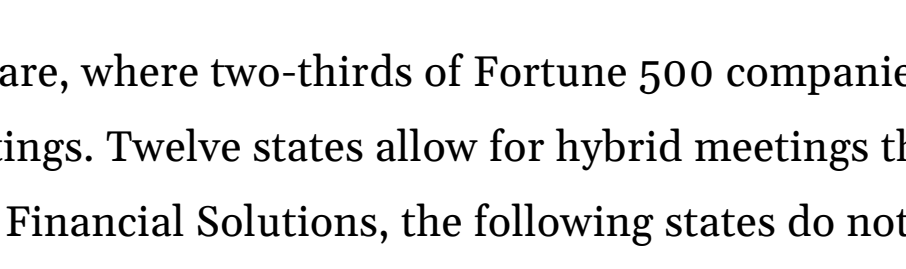 are, where two-thirds of Fortune 500 companie
tings. Twelve states allow for hybrid meetings th
Financial Solutions, the following states do not